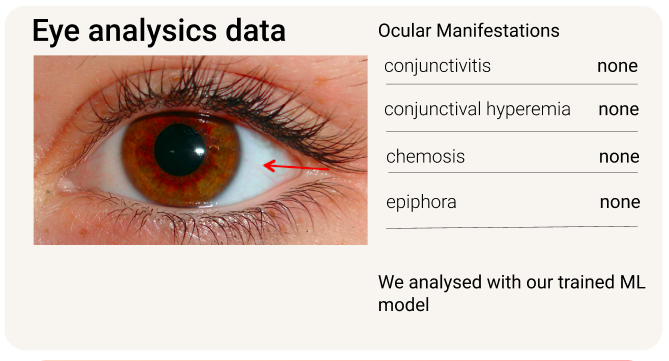 Eye analysics data
Ocular Manifestations
conjunctivitis none
conjunctival hyperemia none
chemosis none
epiphora none
We analysed with our trained ML
model